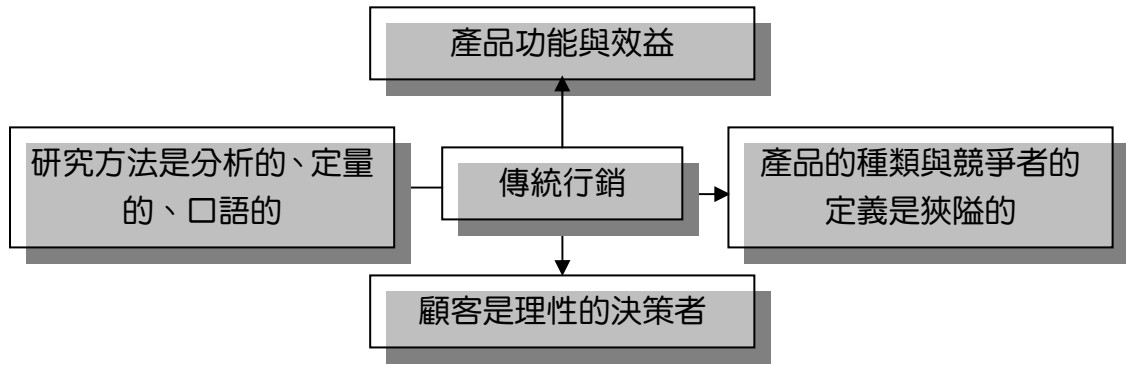 產品功能與效益
研究方法是分析的、定量
的、口語的
傳統行銷
產品的種類與競爭者的
定義是狹隘的
顧客是理性的決策者